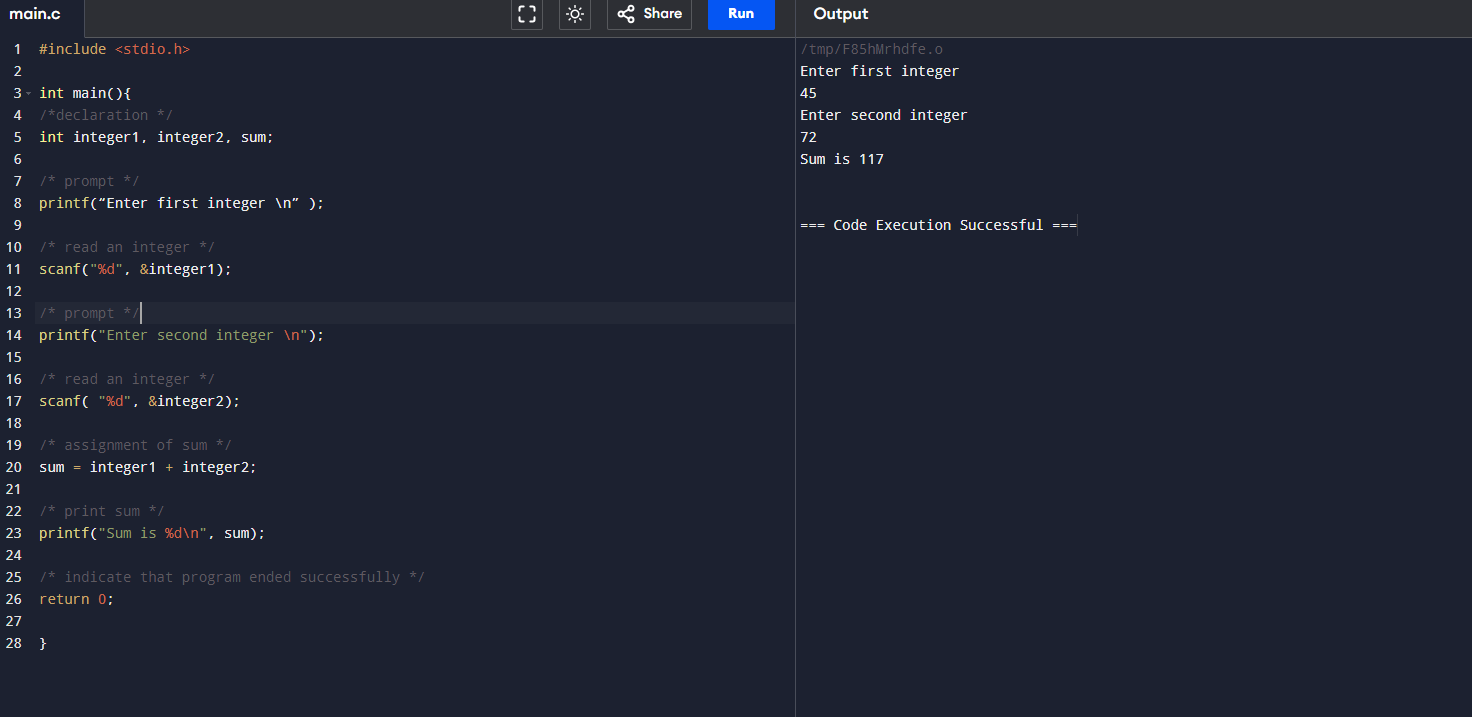 main.c
Share
Run
Output
1 #include <stdio.h>
2
3 int main(){
4 /*declaration */
5 int integer1, integer2, sum;
6
7 /* prompt */
8 printf(“Enter first integer \n” );
9
10 /* read an integer */
11 scanf("%d", &integer1);
12
13 /* prompt */
14 printf("Enter second integer \n");
15
16 /* read an integer */
17 scanf( "%d", &integer2);
18
19 /* assignment of sum */
20 sum = integer1 + integer2;
21
22 /* print sum */
23 printf("Sum is %d\n", sum);
24
25 /* indicate that program ended successfully */
26 return 0;
27
28 }
/tmp/F85hMrhdfe.o
Enter first integer
45
Enter second integer
72
Sum is 117
=== Code Execution Successful ===